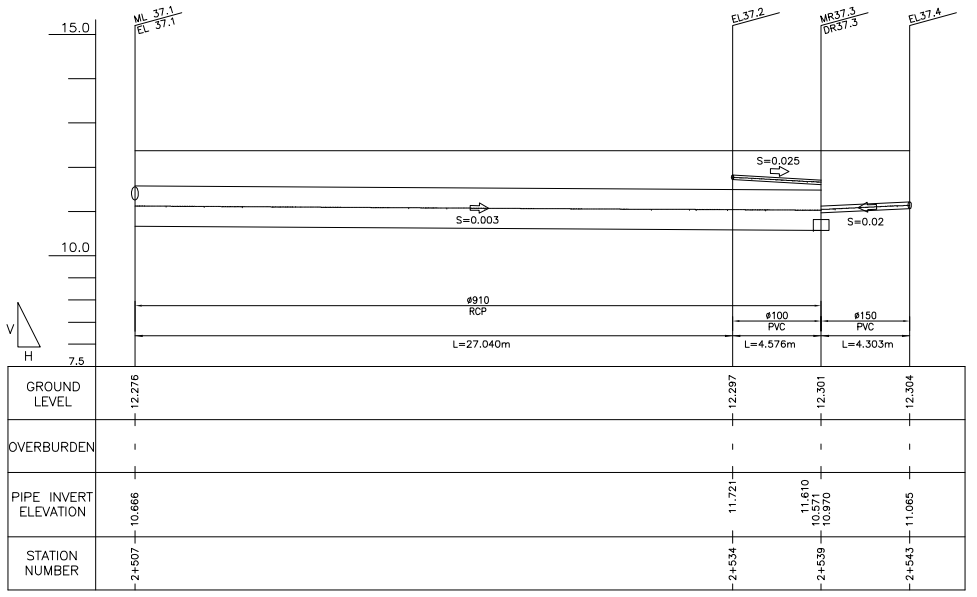 ML 37.1
EL 37.1
EL37.2
MR37.3
DR37.3
EL37.4
15.0
S=0.025
S=0.003
S=0.02
10.0
ø910
RCP
ø100
PVC
ø150
PVC
V
H
L=27.040m
L=4.576m
L=4.303m
7.5
GROUND
LEVEL
12.276
12.297
12.301
12.304
OVERBURDEN
-
-
-
-
PIPE INVERT
ELEVATION
10.666
11.721
11.610
10.571
10.970
11.065
STATION
NUMBER
2+507
2+534
2+539
2+543